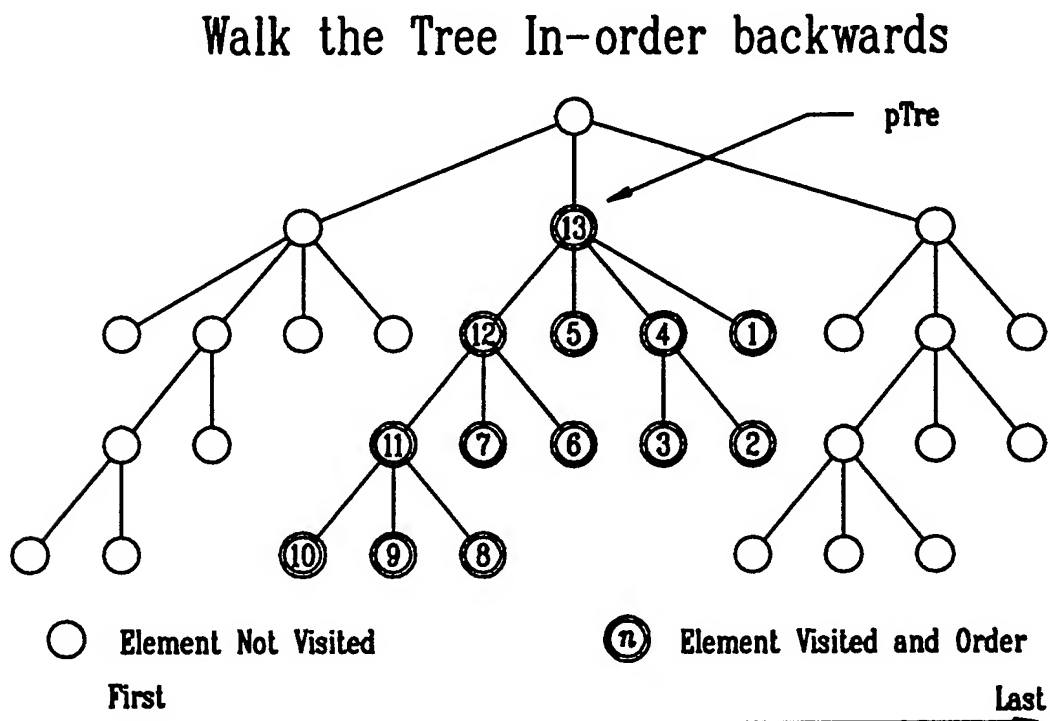 Walk the Tree In-order backwards
pTre
13
12 5 4 1
11 7 6 3 2
10 9 8
Element Not Visited
n Element Visited and Order
First Last